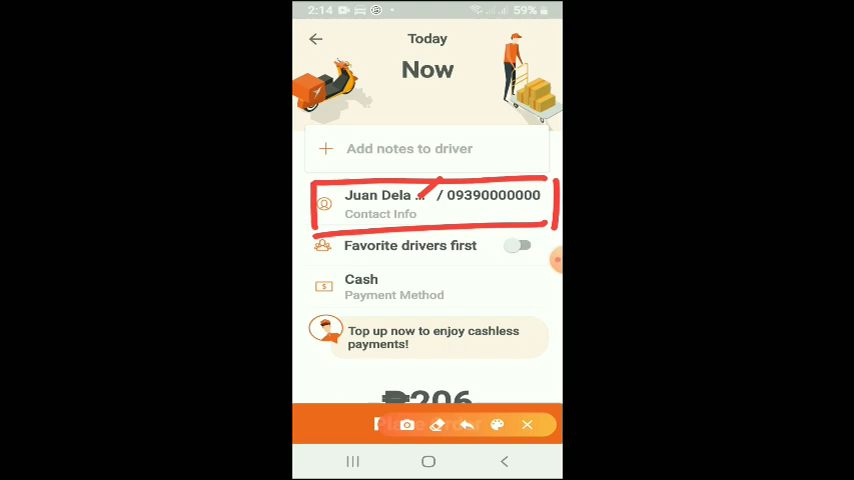 2:14 59%
Today
Now
Add notes to driver
Juan Dela ... / 09390000000
Contact Info
Favorite drivers first
Cash
Payment Method
Top up now to enjoy cashless
payments!
₱206